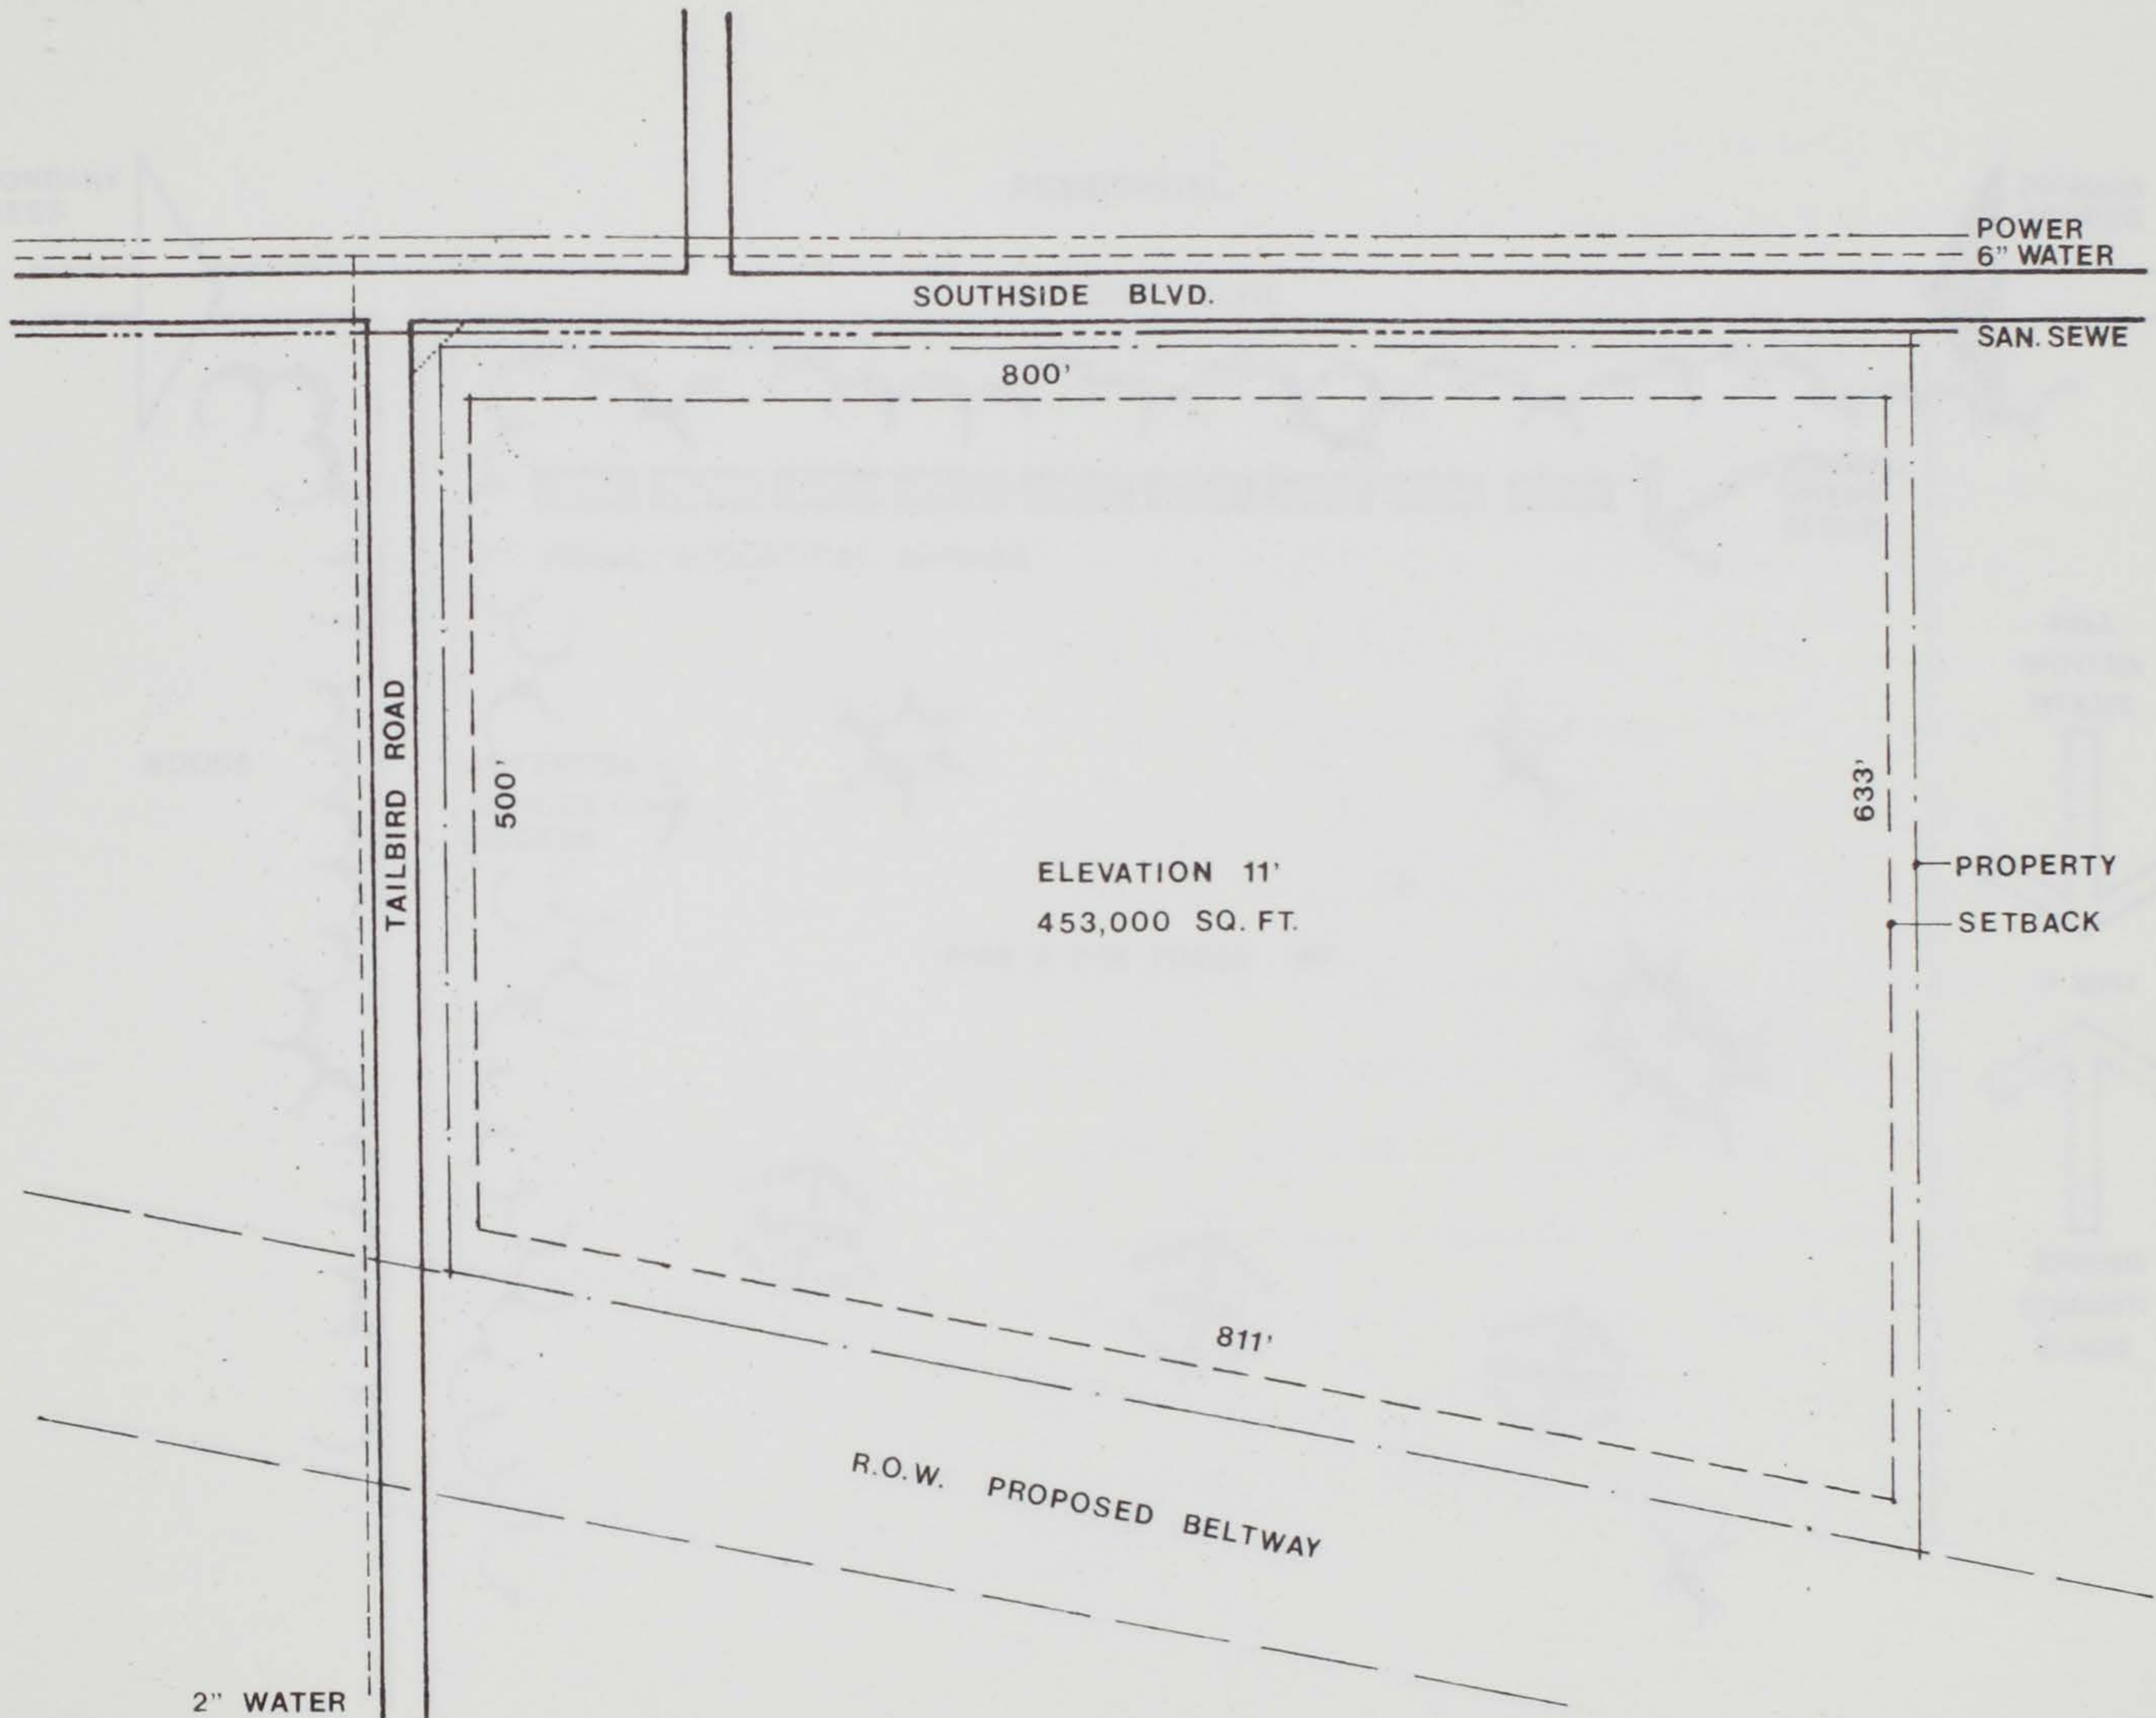 POWER
6" WATER
SOUTHSIDE BLVD.
SAN. SEWE
800'
TAILBIRD ROAD
500'
633'
ELEVATION 11'
453,000 SQ. FT.
PROPERTY
SETBACK
811'
R.O.W. PROPOSED BELTWAY
2" WATER